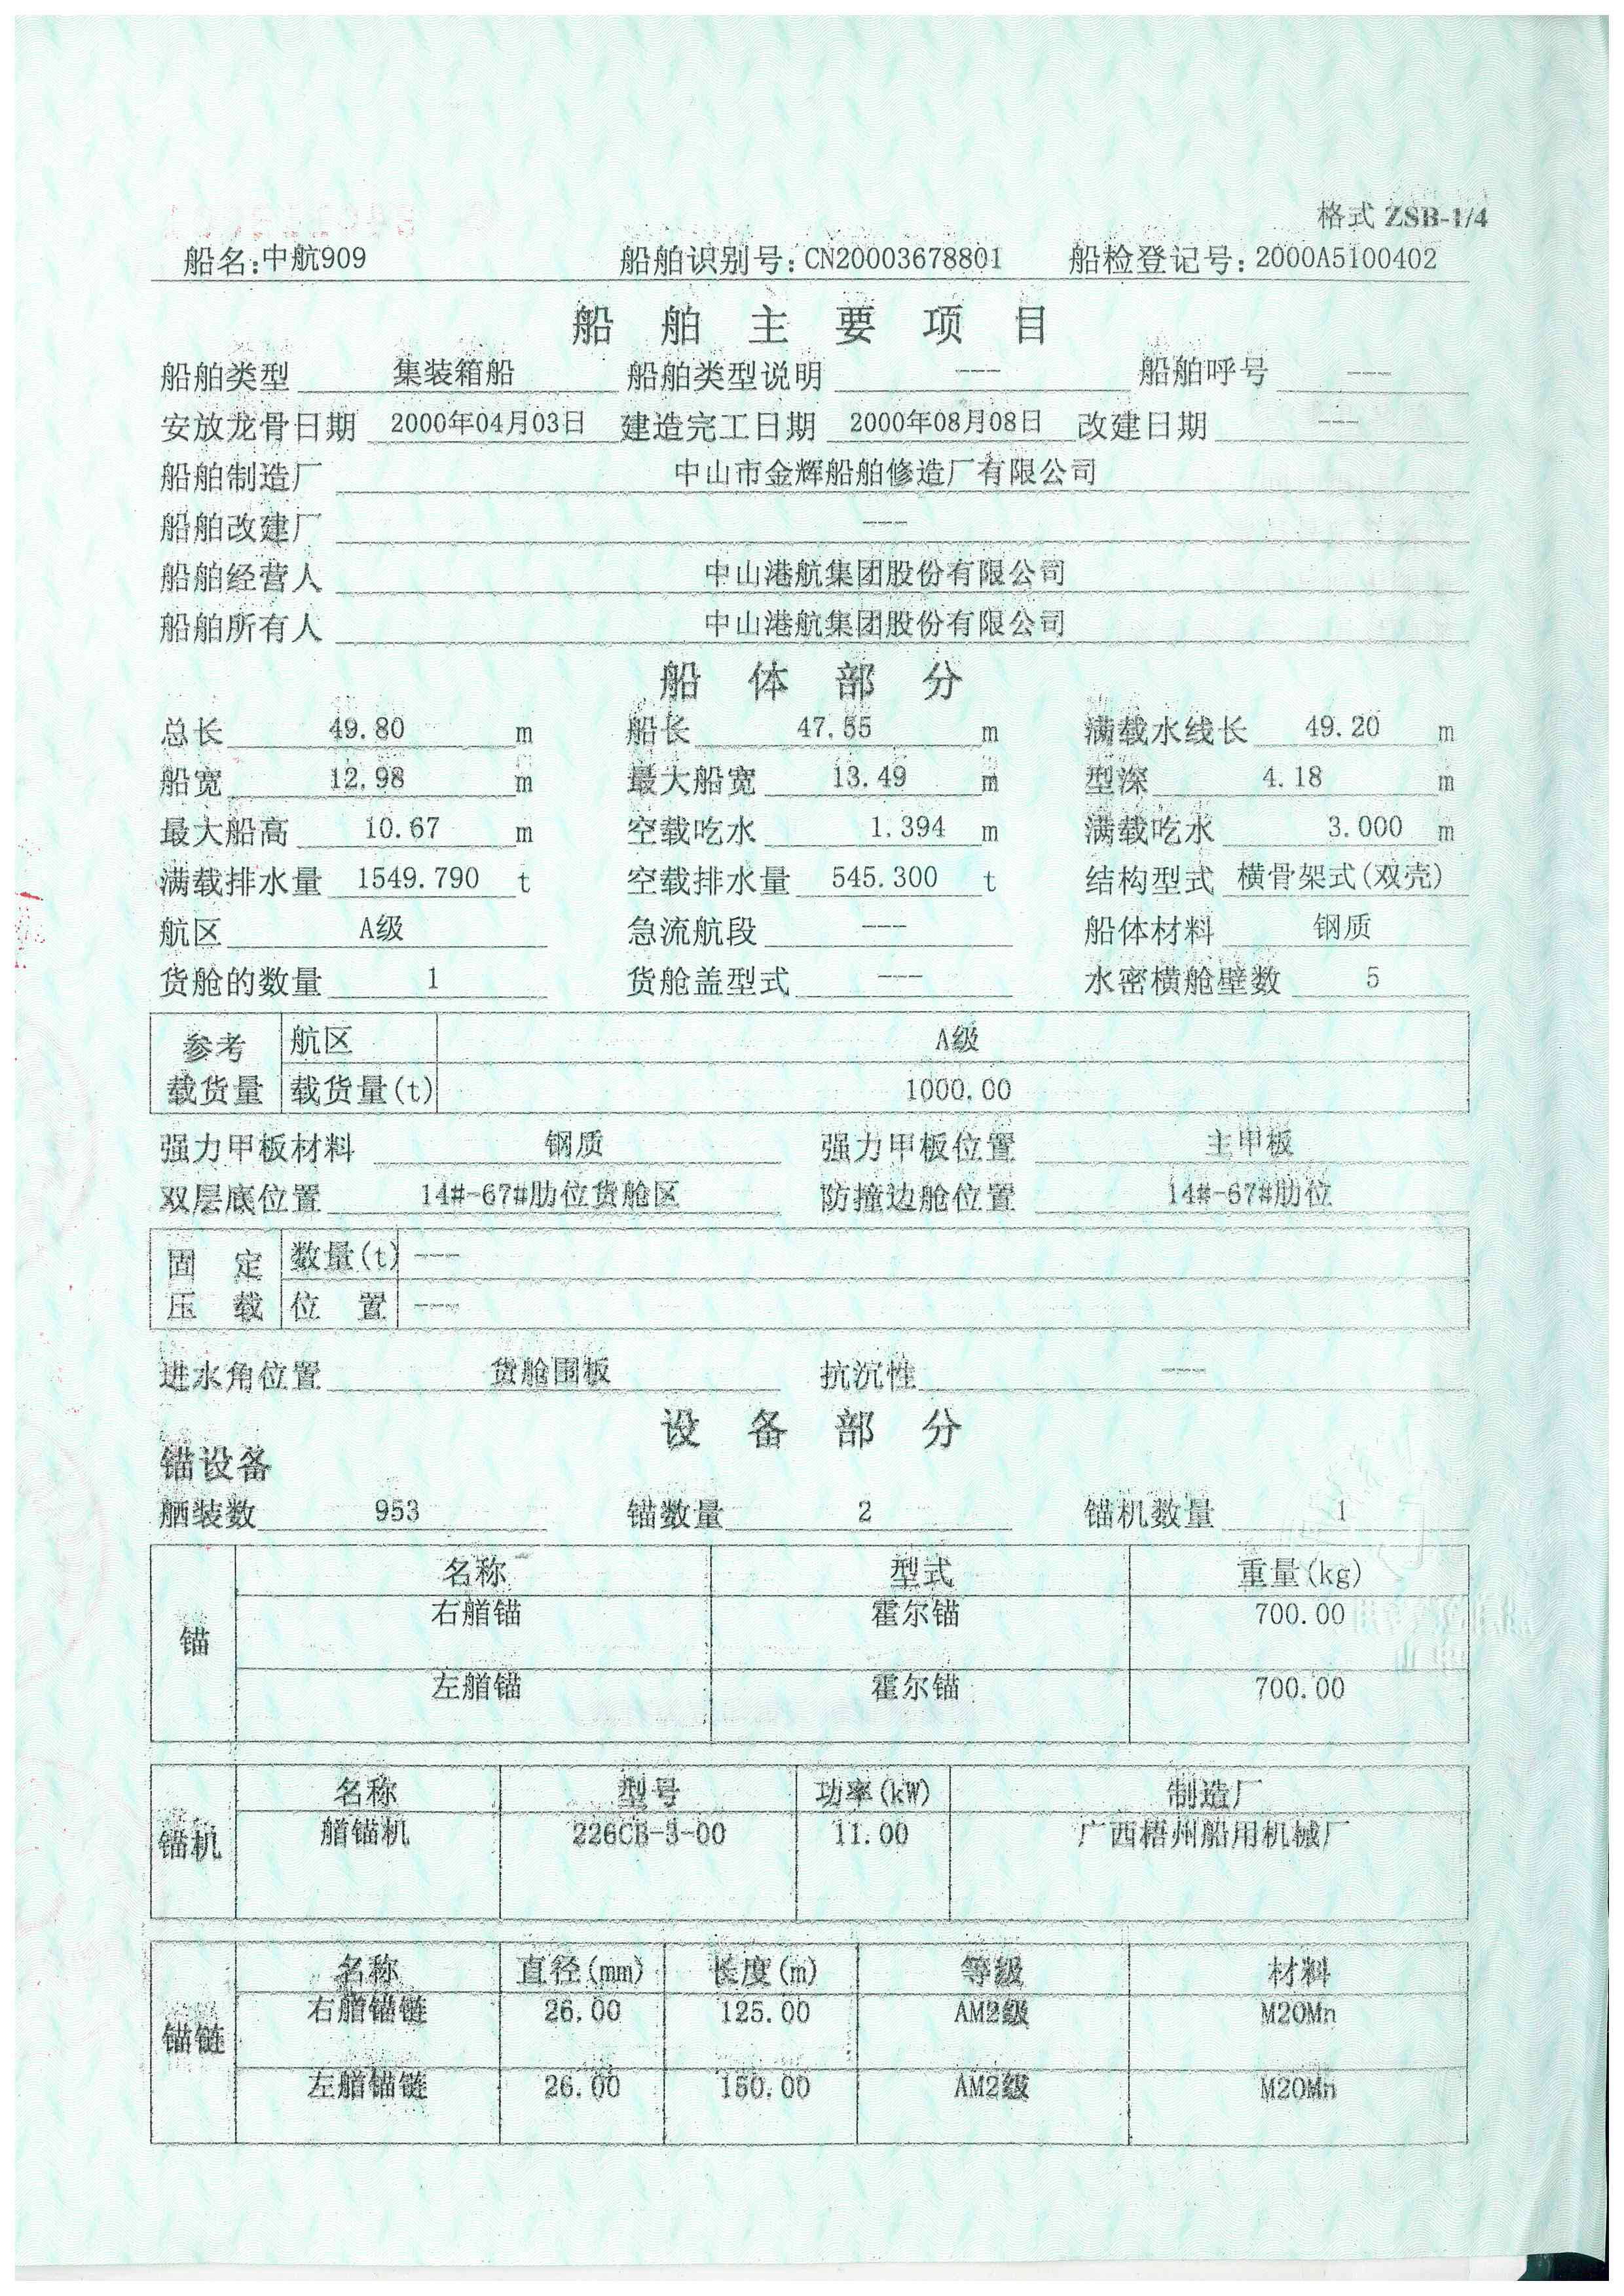 格式 ZSB-1/4
船名:中航909 船舶识别号:CN20003678801 船检登记号:2000A5100402
船舶主要项目
船舶类型 集装箱船 船舶类型说明 --- 船舶呼号 ---
安放龙骨日期 2000年04月03日 建造完工日期 2000年08月08日 改建日期 ---
船舶制造厂 中山市金辉船舶修造厂有限公司
船舶改建厂 ---
船舶经营人 中山港航集团股份有限公司
船舶所有人 中山港航集团股份有限公司
船体部分
总长 49.80 m 船长 47.55 m 满载水线长 49.20 m
船宽 12.98 m 最大船宽 13.49 m 型深 4.18 m
最大船高 10.67 m 空载吃水 1.394 m 满载吃水 3.000 m
满载排水量 1549.790 t 空载排水量 545.300 t 结构型式 横骨架式(双壳)
航区 A级 急流航段 --- 船体材料 钢质
货舱的数量 1 货舱盖型式 --- 水密横舱壁数 5
参考 航区 A级
载货量 载货量(t) 1000.00
强力甲板材料 钢质 强力甲板位置 主甲板
双层底位置 14#-67#肋位货舱区 防撞边舱位置 14#-67#肋位
固定 数量(t) ---
压载 位置 ---
进水角位置 货舱围板 抗沉性 ---
设备部分
锚设备
舾装数 953 锚数量 2 锚机数量 1
名称 型式 重量(kg)
锚
右艏锚 霍尔锚 700.00
左艏锚 霍尔锚 700.00
名称 型号 功率(kW) 制造厂
锚机
艏锚机 226CB-3-00 11.00 广西梧州船用机械厂
名称 直径(mm) 长度(m) 等级 材料
锚链
右艏锚链 26.00 125.00 AM2级 M20Mn
左艏锚链 26.00 150.00 AM2级 M20Mn